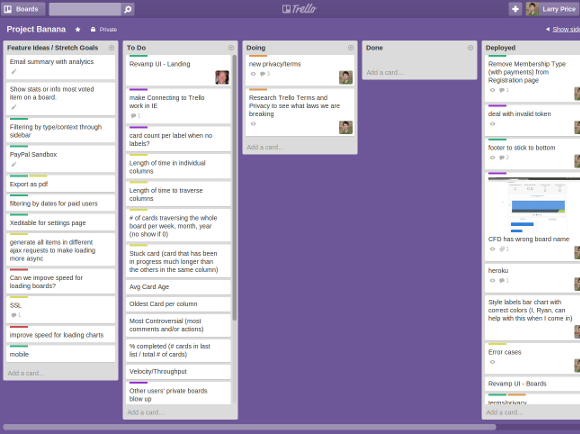 Boards
Trello
Larry Price
Project Banana
Private
Show side
Feature Ideas / Stretch Goals
Email summary with analytics
Show stats or info most voted
item on a board.
Filtering by type/context through
sidebar
PayPal Sandbox
Export as pdf
filtering by dates for paid users
Xeditable for settings page
generate all items in different
ajax requests to make loading
more async
Can we impove speed for
loading boards?
SSL
1
improve speed for loading charts
mobile
Add a card...
To Do
Revamp UI - Landing
make Connecting to Trello
work in IE
1
card count per label when no
labels?
Length of time in individual
columns
Length of time to traverse
columns
# of cards traversing the whole
board per week, month, year
(no show if 0)
Stuck card (card that has been
in progress much longer than
the others in the same column)
Avg Card Age
Oldest Card per column
Most Controversial (most
comments and/or actions)
% completed (# cards in last
list / total # of cards)
Velocity/Throughput
Other users' private boards
blow up
Add a card...
Doing
new privacy/terms
3
Research Trello Terms and
Privacy to see what laws we are
breaking
Add a card...
Done
Add a card...
Deployed
Remove Membership Type
(with payments) from
Registration page
1
deal with invalid token
footer to stick to bottom
2
CFD has wrong board name
1
heroku
1
Style labels bar chart with
correct colors (I, Ryan, can
help with this when I come in)
Error cases
Revamp UI - Boards
terms/privacy
Add a card...